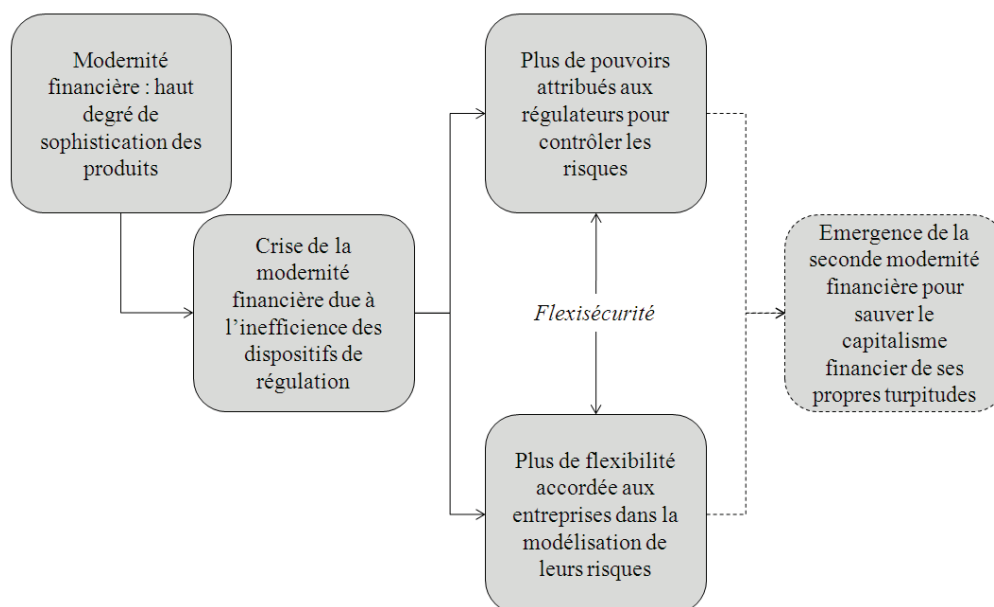 Modernité
financière : haut
degré de
sophistication des
produits
Crise de la
modernité
financière due à
l’inefficience des
dispositifs de
régulation
Plus de pouvoirs
attribués aux
régulateurs pour
contrôler les
risques
Flexisécurité
Plus de flexibilité
accordée aux
entreprises dans la
modélisation de
leurs risques
Emergence de la
seconde modernité
financière pour
sauver le
capitalisme
financier de ses
propres turpitudes